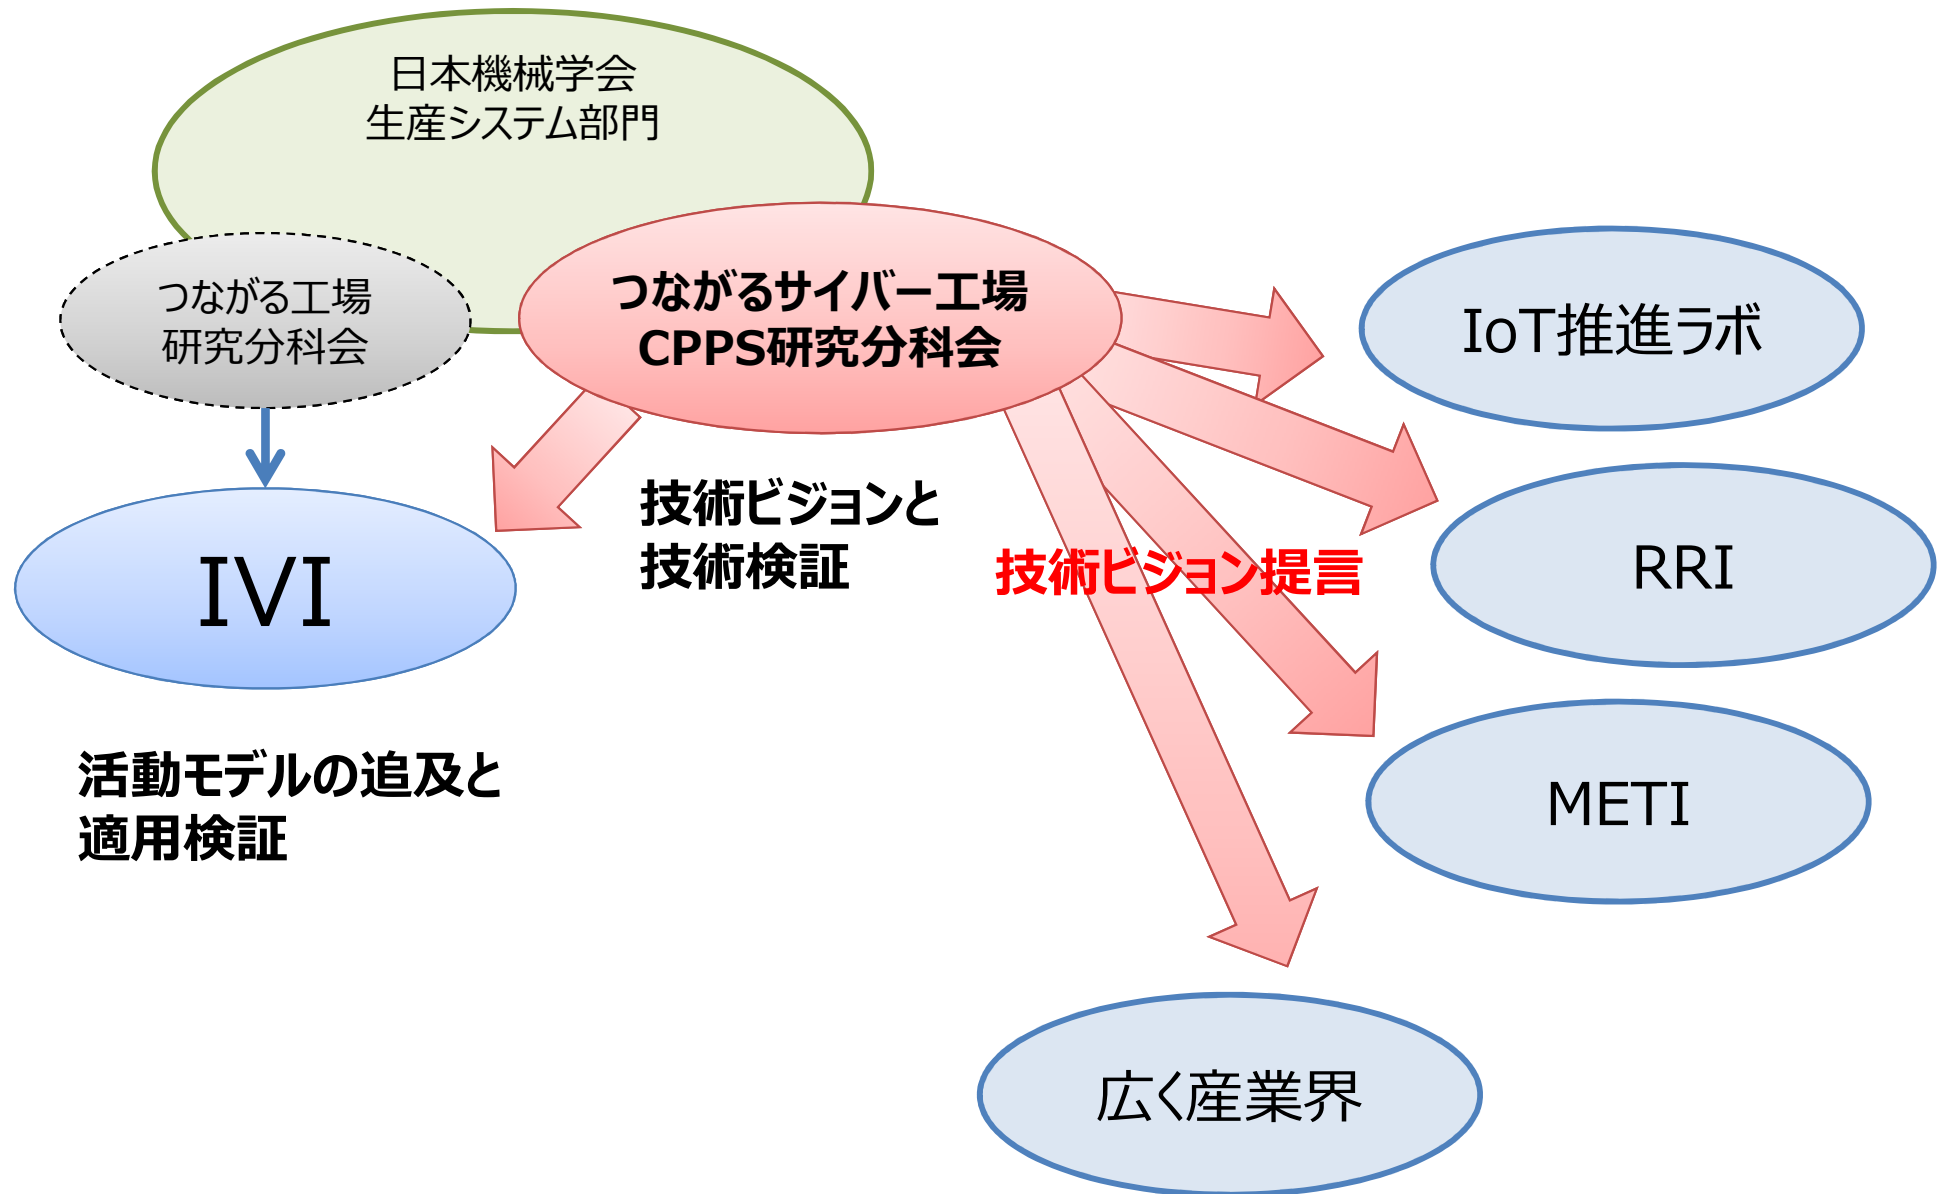 日本機械学会
生産システム部門
つながる工場
研究分科会
つながるサイバー工場
CPPS研究分科会
IoT推進ラボ
技術ビジョンと
技術検証
技術ビジョン提言
RRI
IVI
METI
活動モデルの追及と
適用検証
広く産業界